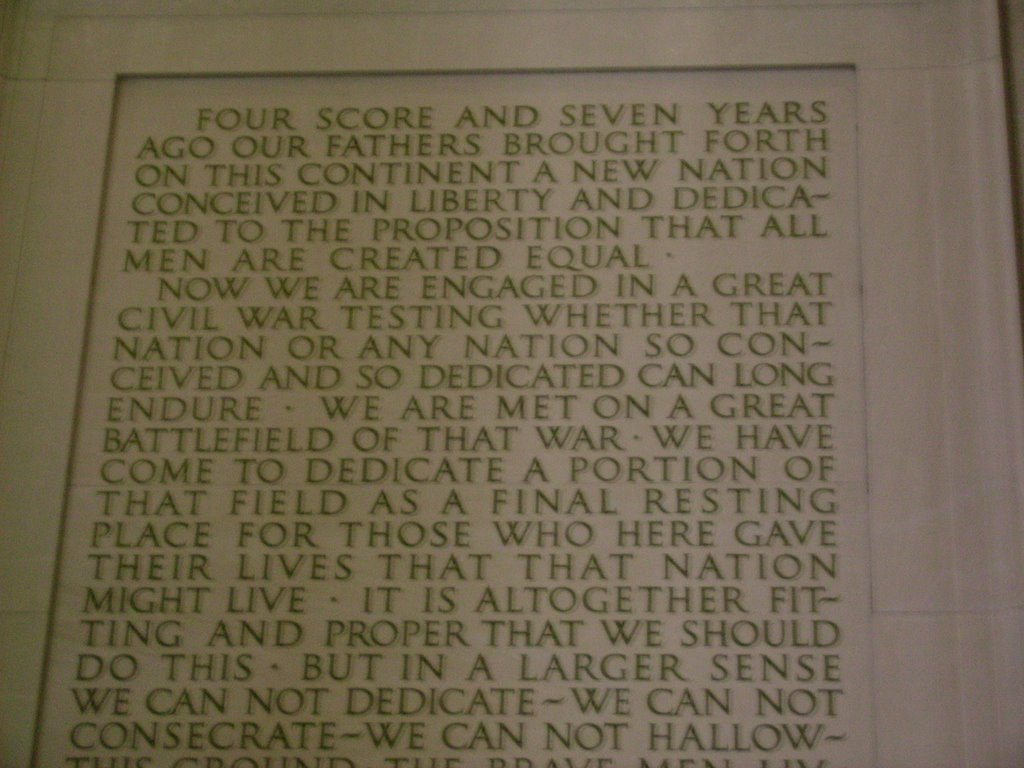 FOUR SCORE AND SEVEN YEARS
AGO OUR FATHERS BROUGHT FORTH
ON THIS CONTINENT A NEW NATION
CONCEIVED IN LIBERTY AND DEDICA~
TED TO THE PROPOSITION THAT ALL
MEN ARE CREATED EQUAL ·
NOW WE ARE ENGAGED IN A GREAT
CIVIL WAR TESTING WHETHER THAT
NATION OR ANY NATION SO CON~
CEIVED AND SO DEDICATED CAN LONG
ENDURE · WE ARE MET ON A GREAT
BATTLEFIELD OF THAT WAR · WE HAVE
COME TO DEDICATE A PORTION OF
THAT FIELD AS A FINAL RESTING
PLACE FOR THOSE WHO HERE GAVE
THEIR LIVES THAT THAT NATION
MIGHT LIVE · IT IS ALTOGETHER FIT~
TING AND PROPER THAT WE SHOULD
DO THIS · BUT IN A LARGER SENSE
WE CAN NOT DEDICATE~WE CAN NOT
CONSECRATE~WE CAN NOT HALLOW~
THIS GROUND · THE BRAVE MEN LIV